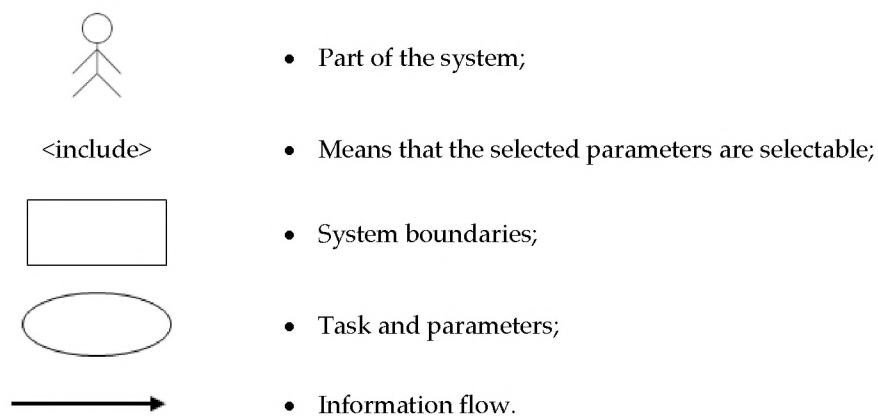 • Part of the system;
<include> • Means that the selected parameters are selectable;
• System boundaries;
• Task and parameters;
• Information flow.